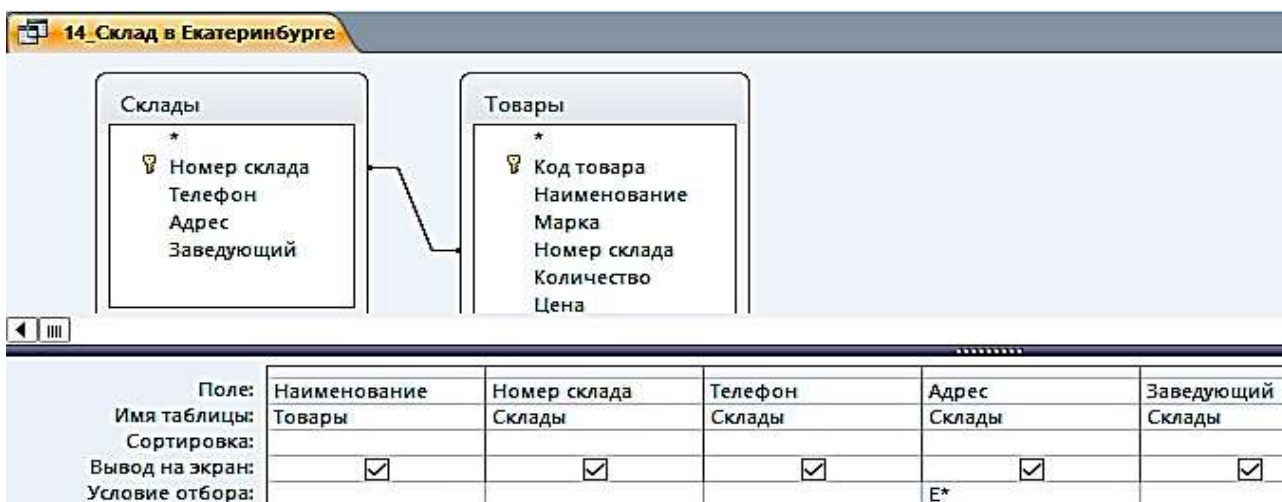 14_Склад в Екатеринбурге
Склады
*
Номер склада
Телефон
Адрес
Заведующий
Товары
*
Код товара
Наименование
Марка
Номер склада
Количество
Цена
Поле: Наименование Номер склада Телефон Адрес Заведующий
Имя таблицы: Товары Склады Склады Склады Склады
Сортировка:
Вывод на экран:
Условие отбора: Е*